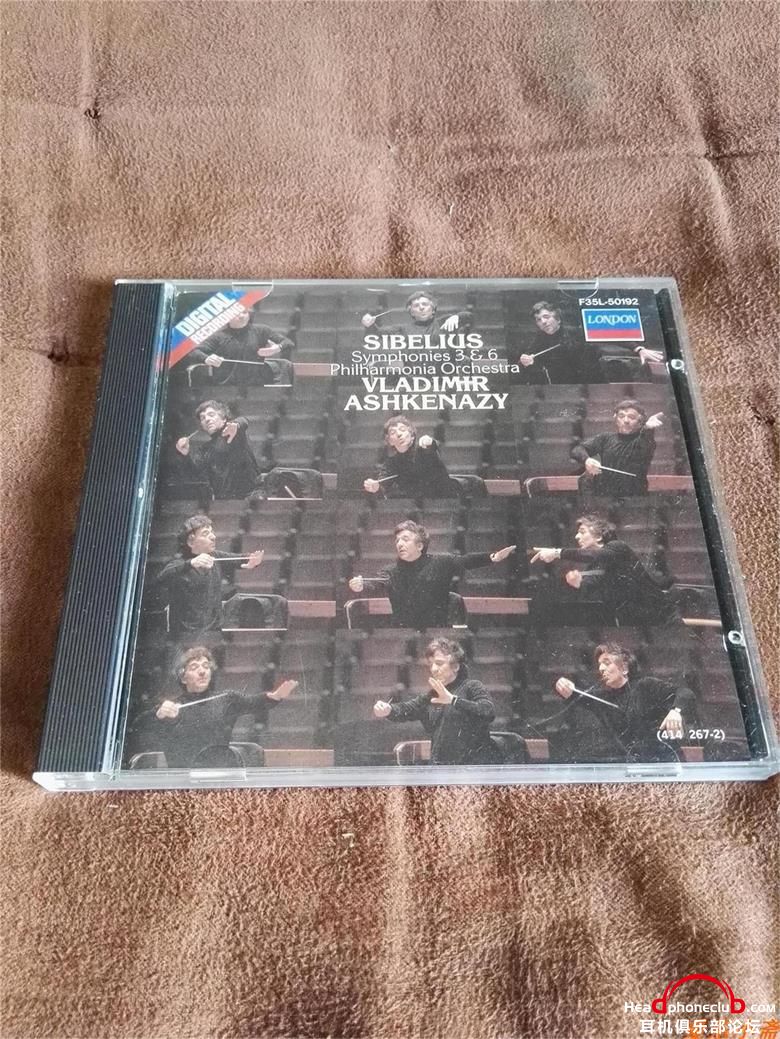 DIGITAL
RECORDING
F35L-50192
LONDON
SIBELIUS
Symphonies 3 & 6
Philharmonia Orchestra
VLADIMIR
ASHKENAZY
(414 267-2)
HeadphonecluB.com
耳机俱乐部论坛